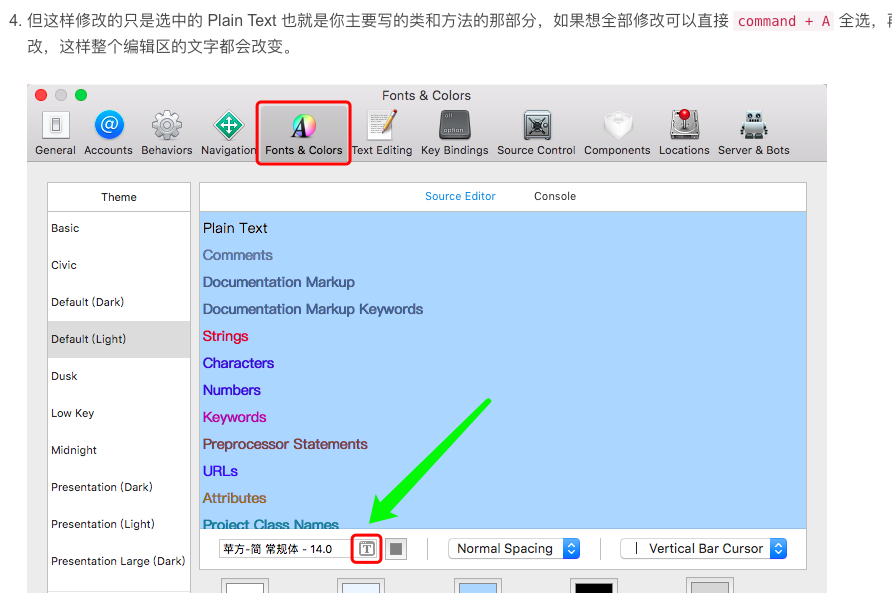 4. 但这样修改的只是选中的 Plain Text 也就是你主要写的类和方法的那部分，如果想全部修改可以直接 command + A 全选，
改，这样整个编辑区的文字都会改变。
Fonts & Colors
General Accounts Behaviors Navigation Fonts & Colors Text Editing Key Bindings Source Control Components Locations Server & Bots
off
option
Theme
Source Editor Console
Basic
Civic
Default (Dark)
Default (Light)
Dusk
Low Key
Midnight
Presentation (Dark)
Presentation (Light)
Presentation Large (Dark)
Plain Text
Comments
Documentation Markup
Documentation Markup Keywords
Strings
Characters
Numbers
Keywords
Preprocessor Statements
URLs
Attributes
Project Class Names
苹方-简 常规体 - 14.0 T Normal Spacing Vertical Bar Cursor